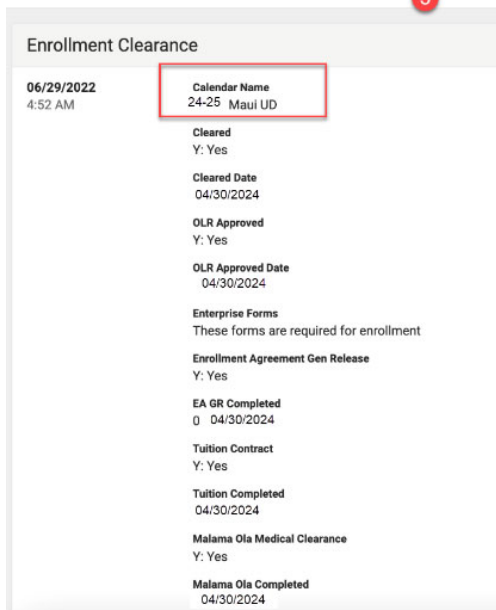 Enrollment Clearance
06/29/2022
4:52 AM
Calendar Name
24-25 Maui UD
Cleared
Y: Yes
Cleared Date
04/30/2024
OLR Approved
Y: Yes
OLR Approved Date
04/30/2024
Enterprise Forms
These forms are required for enrollment
Enrollment Agreement Gen Release
Y: Yes
EA GR Completed
0 04/30/2024
Tuition Contract
Y: Yes
Tuition Completed
04/30/2024
Malama Ola Medical Clearance
Y: Yes
Malama Ola Completed
04/30/2024